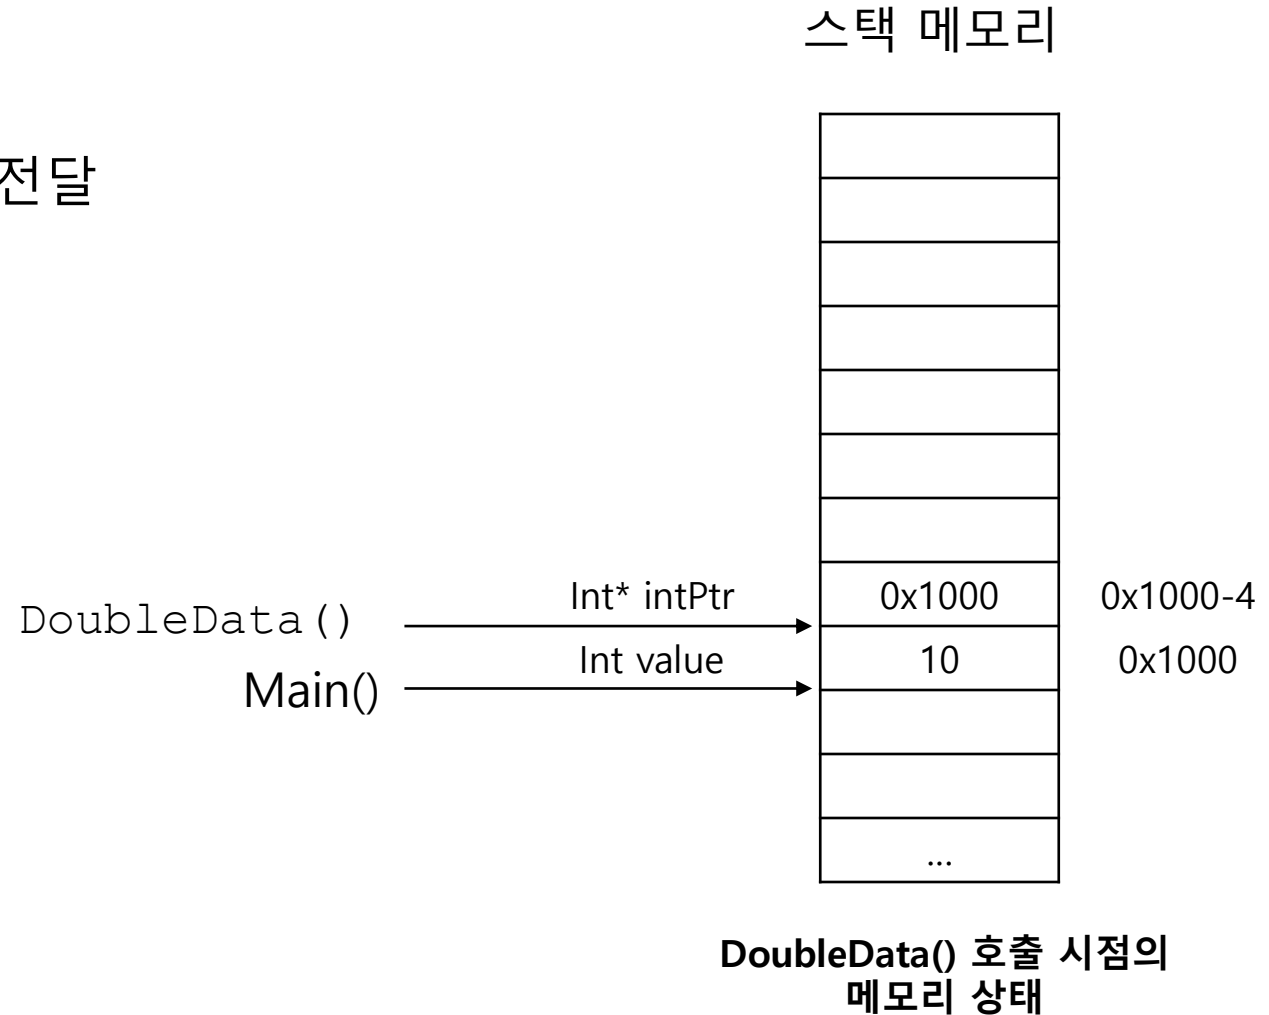 스택 메모리
전달
Int* intPtr 0x1000 0x1000-4
DoubleData()
Int value 10 0x1000
Main()
...
DoubleData() 호출 시점의
메모리 상태